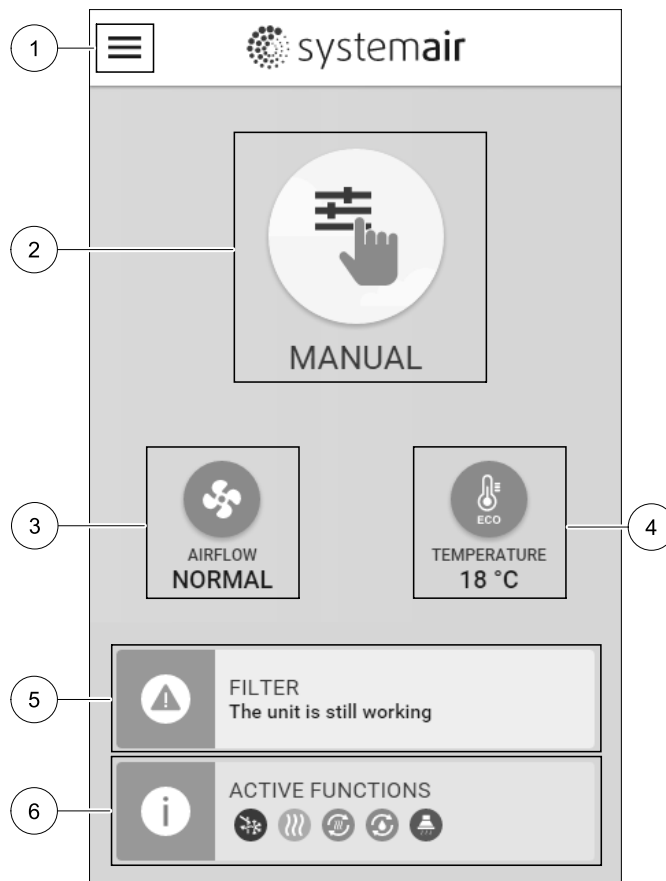 1
systemair
2
MANUAL
3
AIRFLOW
NORMAL
ECO
TEMPERATURE
18 °C
4
5
FILTER
The unit is still working
6
i
ACTIVE FUNCTIONS